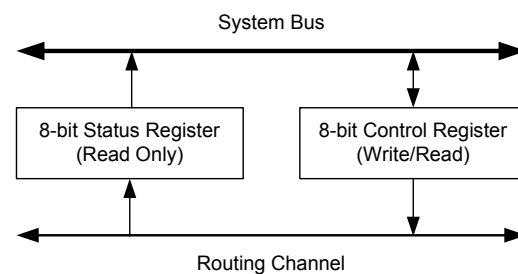 System Bus
8-bit Status Register
(Read Only)
8-bit Control Register
(Write/Read)
Routing Channel